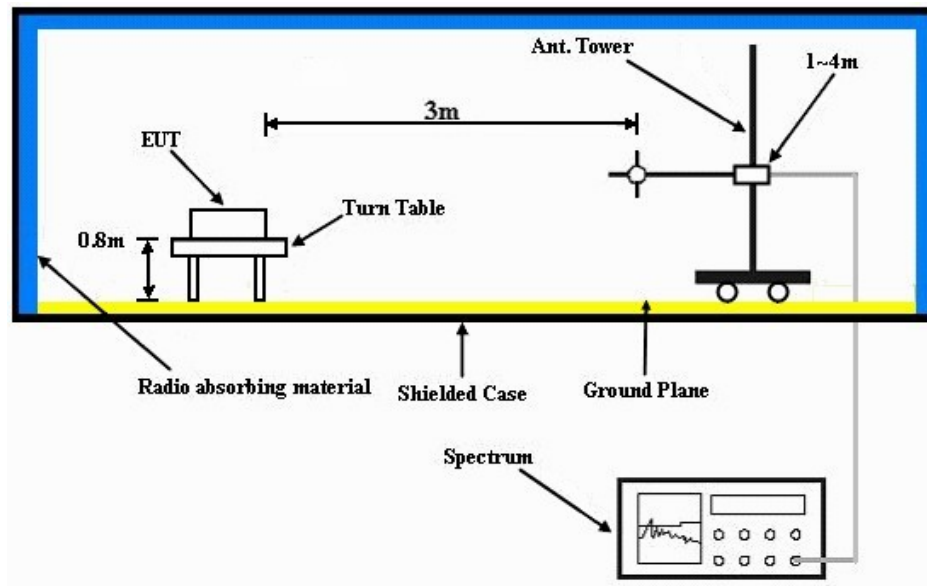 Ant. Tower
1~4m
3m
EUT
Turn Table
0.8m
Radio absorbing material
Shielded Case
Ground Plane
Spectrum